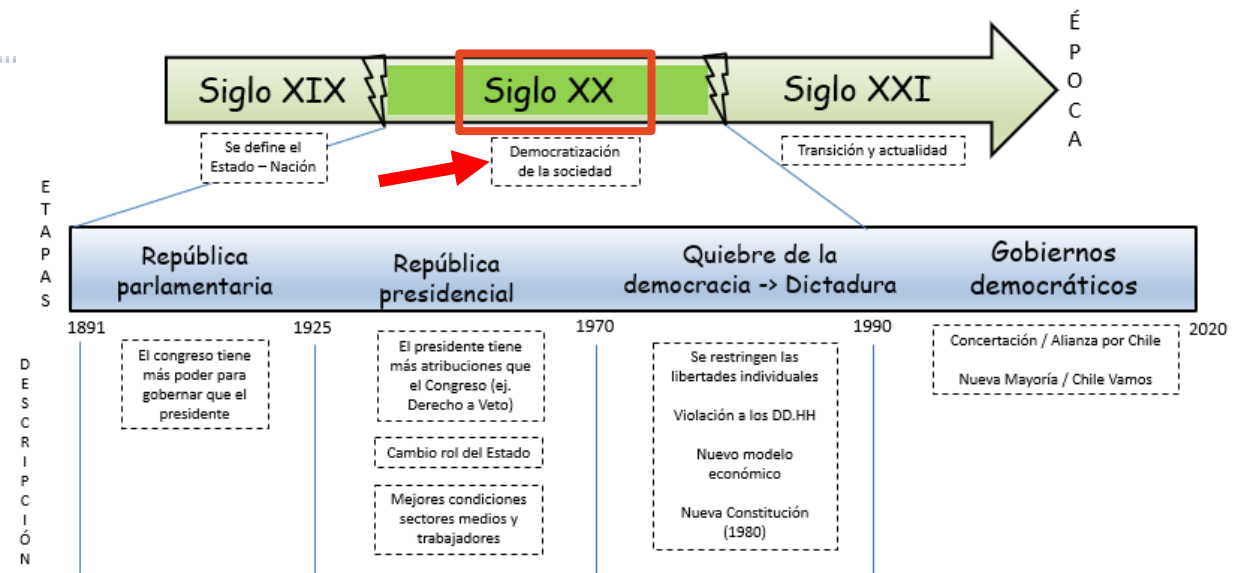 Siglo XIX
Siglo XX
Siglo XXI
ÉPOCA
Se define el
Estado – Nación
Democratización
de la sociedad
Transición y actualidad
ETAPAS
República
parlamentaria
República
presidencial
Quiebre de la
democracia -> Dictadura
Gobiernos
democráticos
1891
1925
1970
1990
2020
DESCRIPCIÓN
El congreso tiene
más poder para
gobernar que el
presidente
El presidente tiene
más atribuciones que
el Congreso (ej.
Derecho a Veto)
Cambio rol del Estado
Mejores condiciones
sectores medios y
trabajadores
Se restringen las
libertades individuales
Violación a los DD.HH
Nuevo modelo
económico
Nueva Constitución
(1980)
Concertación / Alianza por Chile
Nueva Mayoría / Chile Vamos